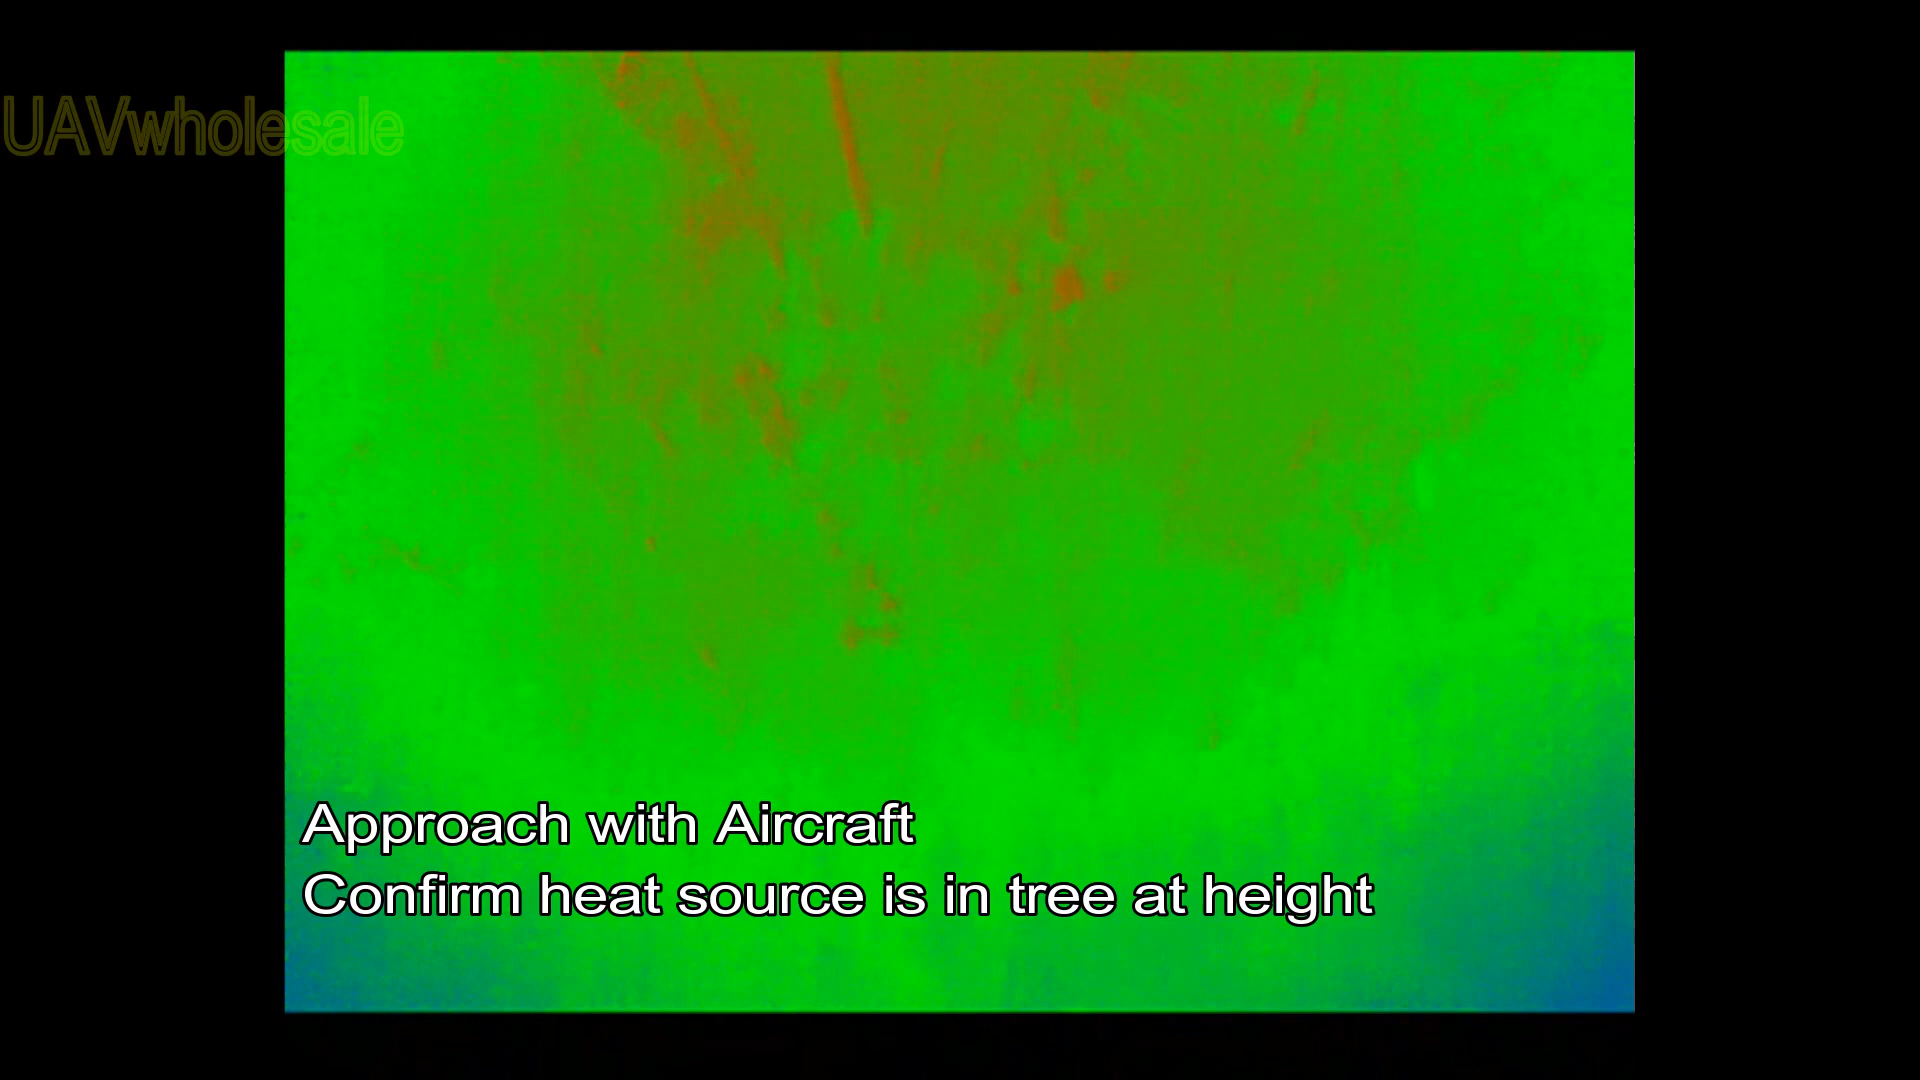 UAVwholesale
Approach with Aircraft
Confirm heat source is in tree at height